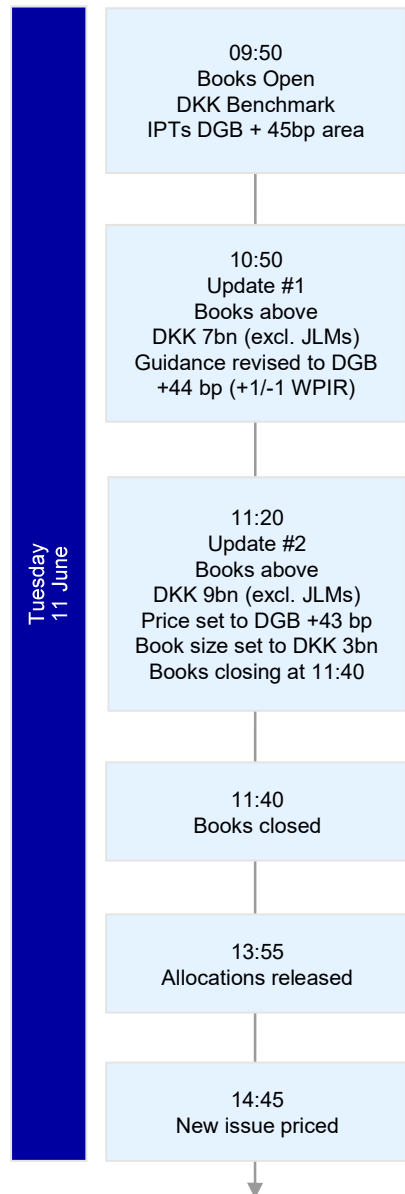 Tuesday
11 June
09:50
Books Open
DKK Benchmark
IPTs DGB + 45bp area
10:50
Update #1
Books above
DKK 7bn (excl. JLMs)
Guidance revised to DGB
+44 bp (+1/-1 WPIR)
11:20
Update #2
Books above
DKK 9bn (excl. JLMs)
Price set to DGB +43 bp
Book size set to DKK 3bn
Books closing at 11:40
11:40
Books closed
13:55
Allocations released
14:45
New issue priced